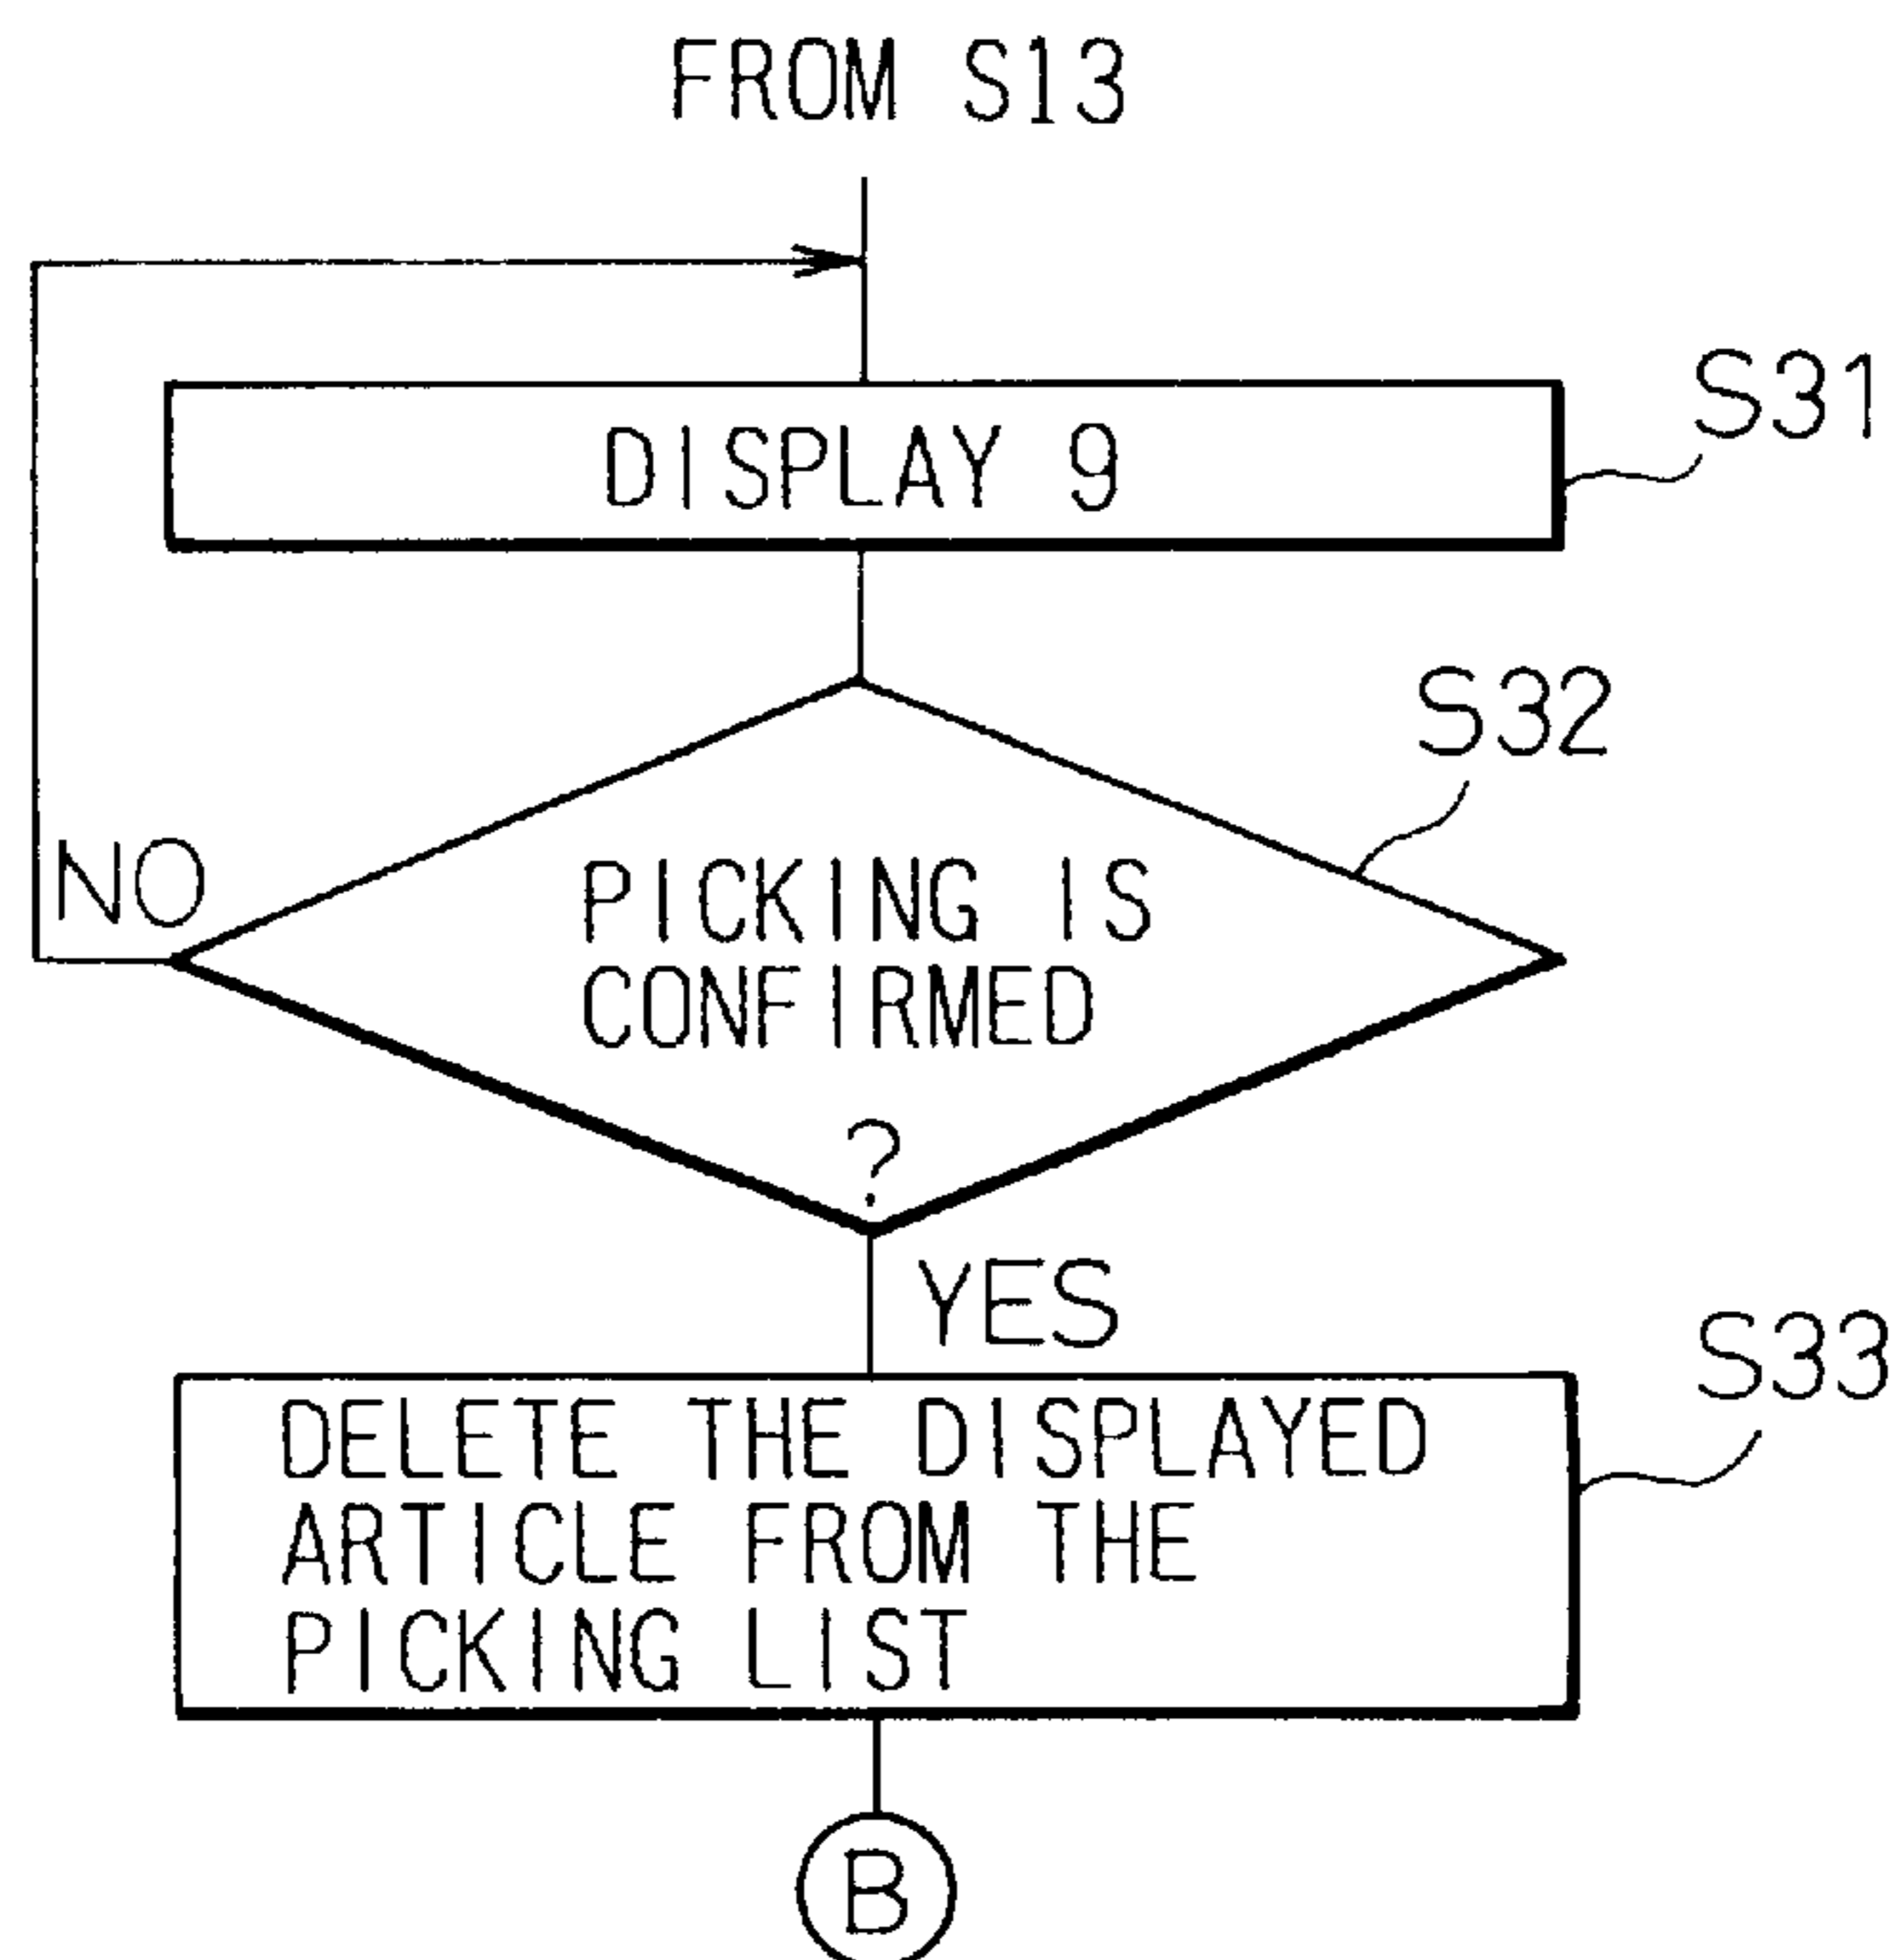 FROM S13
DISPLAY 9
S31
S32
NO
PICKING IS
CONFIRMED
?
YES
S33
DELETE THE DISPLAYED
ARTICLE FROM THE
PICKING LIST
B